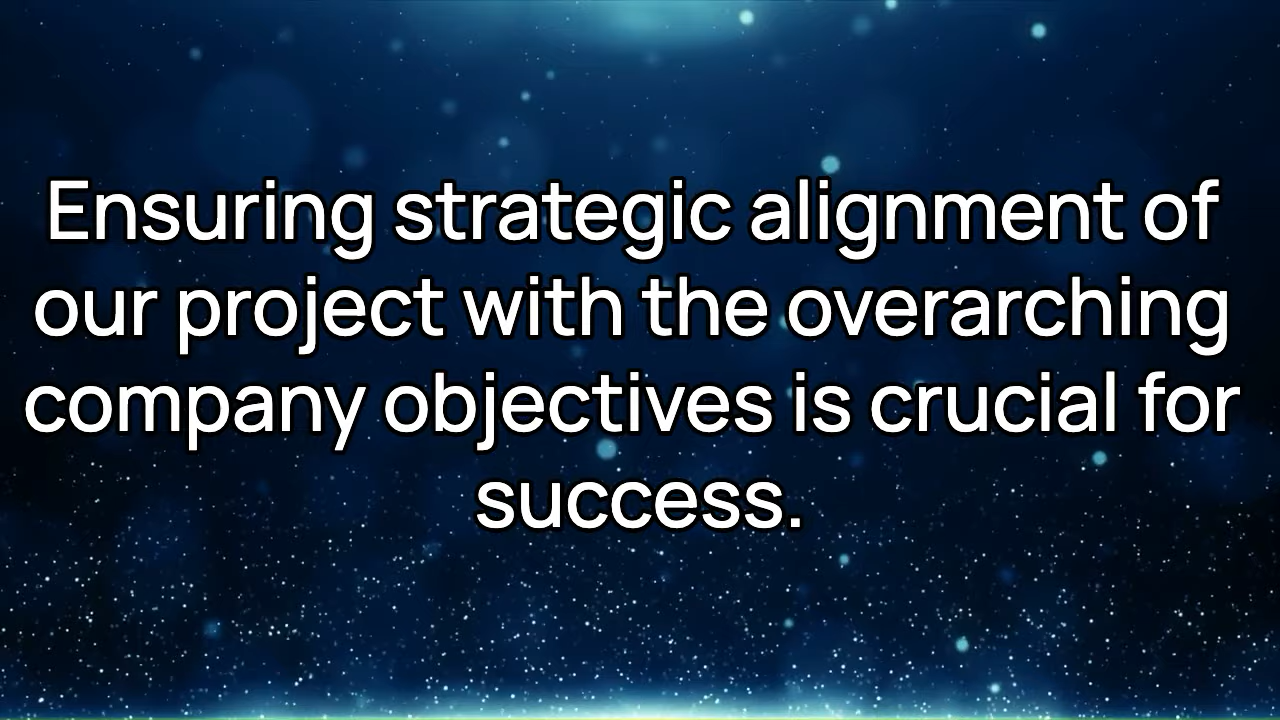 Ensuring strategic alignment of
our project with the overarching
company objectives is crucial for
success.